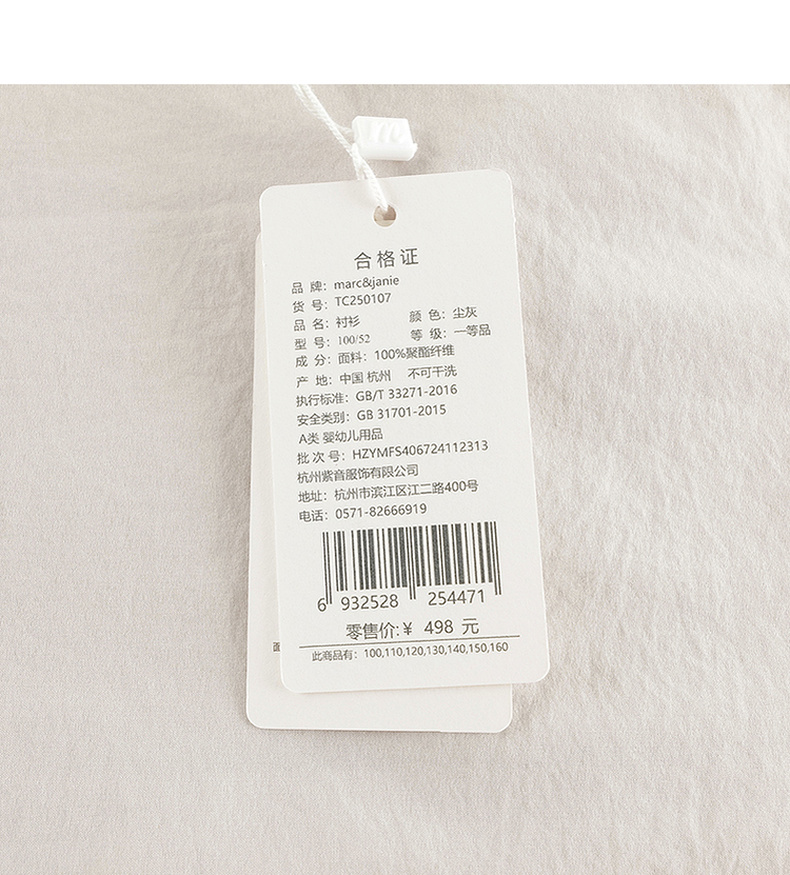 合格证
品 牌：marc&janie
货 号：TC250107
品 名：衬衫 颜 色：尘灰
型 号：100/52 等 级：一等品
成 分：面料：100%聚酯纤维
产 地：中国 杭州 不可干洗
执行标准：GB/T 33271-2016
安全类别：GB 31701-2015
A类 婴幼儿用品
批 次 号：HZYMFS406724112313
杭州紫音服饰有限公司
地址：杭州市滨江区江二路400号
电话：0571-82666919
6 932528 254471
零售价:￥ 498 元
此商品有：100,110,120,130,140,150,160